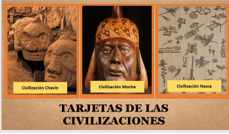 Civilización Chavín
Civilización Moche
Civilización Nazca
TARJETAS DE LAS
CIVILIZACIONES